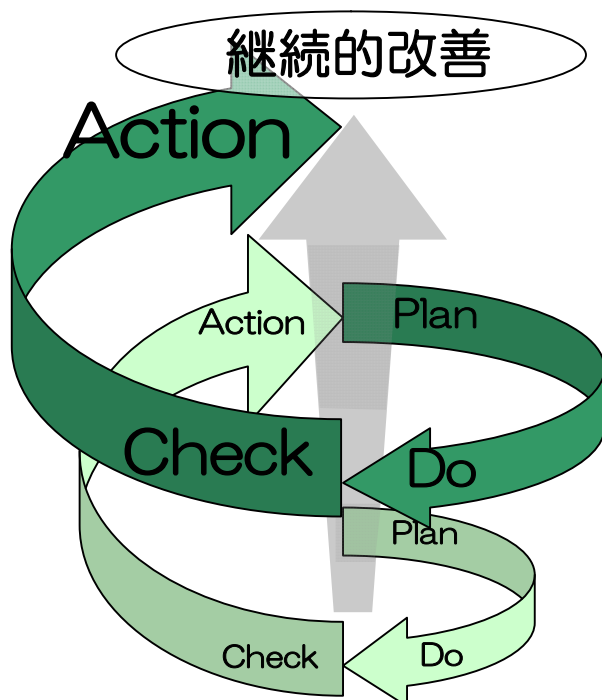 継続的改善
Action
Action
Plan
Check
Do
Plan
Check
Do